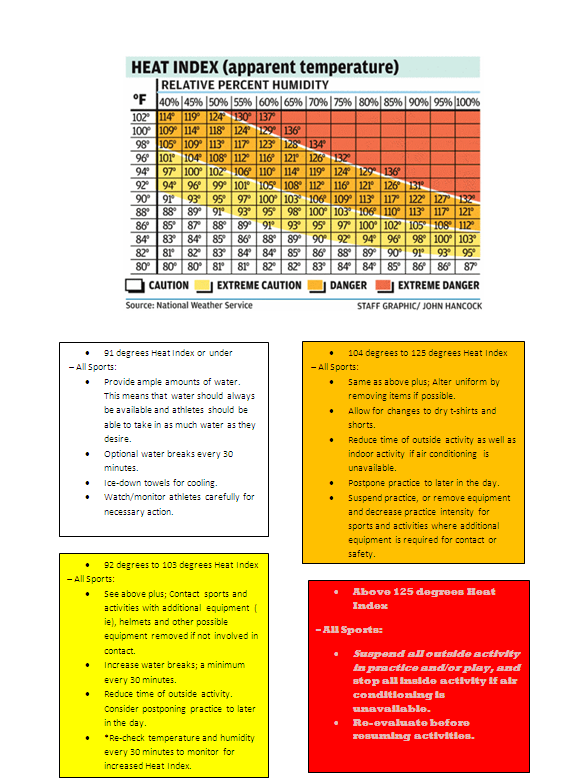 HEAT INDEX (apparent temperature)
RELATIVE PERCENT HUMIDITY
°F 40% 45% 50% 55% 60% 65% 70% 75% 80% 85% 90% 95% 100%
102° 114° 119° 124° 130° 137°
100° 109° 114° 118° 124° 129° 136°
98° 105° 109° 113° 117° 123° 128° 134°
96° 101° 104° 108° 112° 116° 121° 126° 132°
94° 97° 100° 102° 106° 110° 114° 119° 124° 129° 136°
92° 94° 96° 99° 101° 105° 108° 112° 116° 121° 126° 131°
90° 91° 93° 95° 97° 100° 103° 106° 109° 113° 117° 122° 127° 132°
88° 88° 89° 91° 93° 95° 98° 100° 103° 106° 110° 113° 117° 121°
86° 85° 87° 88° 89° 91° 93° 95° 97° 100° 102° 105° 108° 112°
84° 83° 84° 85° 86° 88° 89° 90° 92° 94° 96° 98° 100° 103°
82° 81° 82° 83° 84° 84° 85° 86° 88° 89° 90° 91° 93° 95°
80° 80° 80° 81° 81° 82° 82° 83° 84° 84° 85° 86° 86° 87°
CAUTION EXTREME CAUTION DANGER EXTREME DANGER
Source: National Weather Service STAFF GRAPHIC/ JOHN HANCOCK
• 91 degrees Heat Index or under
– All Sports:
• Provide ample amounts of water.
This means that water should always
be available and athletes should be
able to take in as much water as they
desire.
• Optional water breaks every 30
minutes.
• Ice-down towels for cooling.
• Watch/monitor athletes carefully for
necessary action.
• 104 degrees to 125 degrees Heat Index
– All Sports:
• Same as above plus; Alter uniform by
removing items if possible.
• Allow for changes to dry t-shirts and
shorts.
• Reduce time of outside activity as well as
indoor activity if air conditioning is
unavailable.
• Postpone practice to later in the day.
• Suspend practice, or remove equipment
and decrease practice intensity for
sports and activities where additional
equipment is required for contact or
safety.
• 92 degrees to 103 degrees Heat Index
– All Sports:
• See above plus; Contact sports and
activities with additional equipment (
ie), helmets and other possible
equipment removed if not involved in
contact.
• Increase water breaks; a minimum
every 30 minutes.
• Reduce time of outside activity.
Consider postponing practice to later
in the day.
• *Re-check temperature and humidity
every 30 minutes to monitor for
increased Heat Index.
• Above 125 degrees Heat
Index
– All Sports:
• Suspend all outside activity
in practice and/or play, and
stop all inside activity if air
conditioning is
unavailable.
• Re-evaluate before
resuming activities.